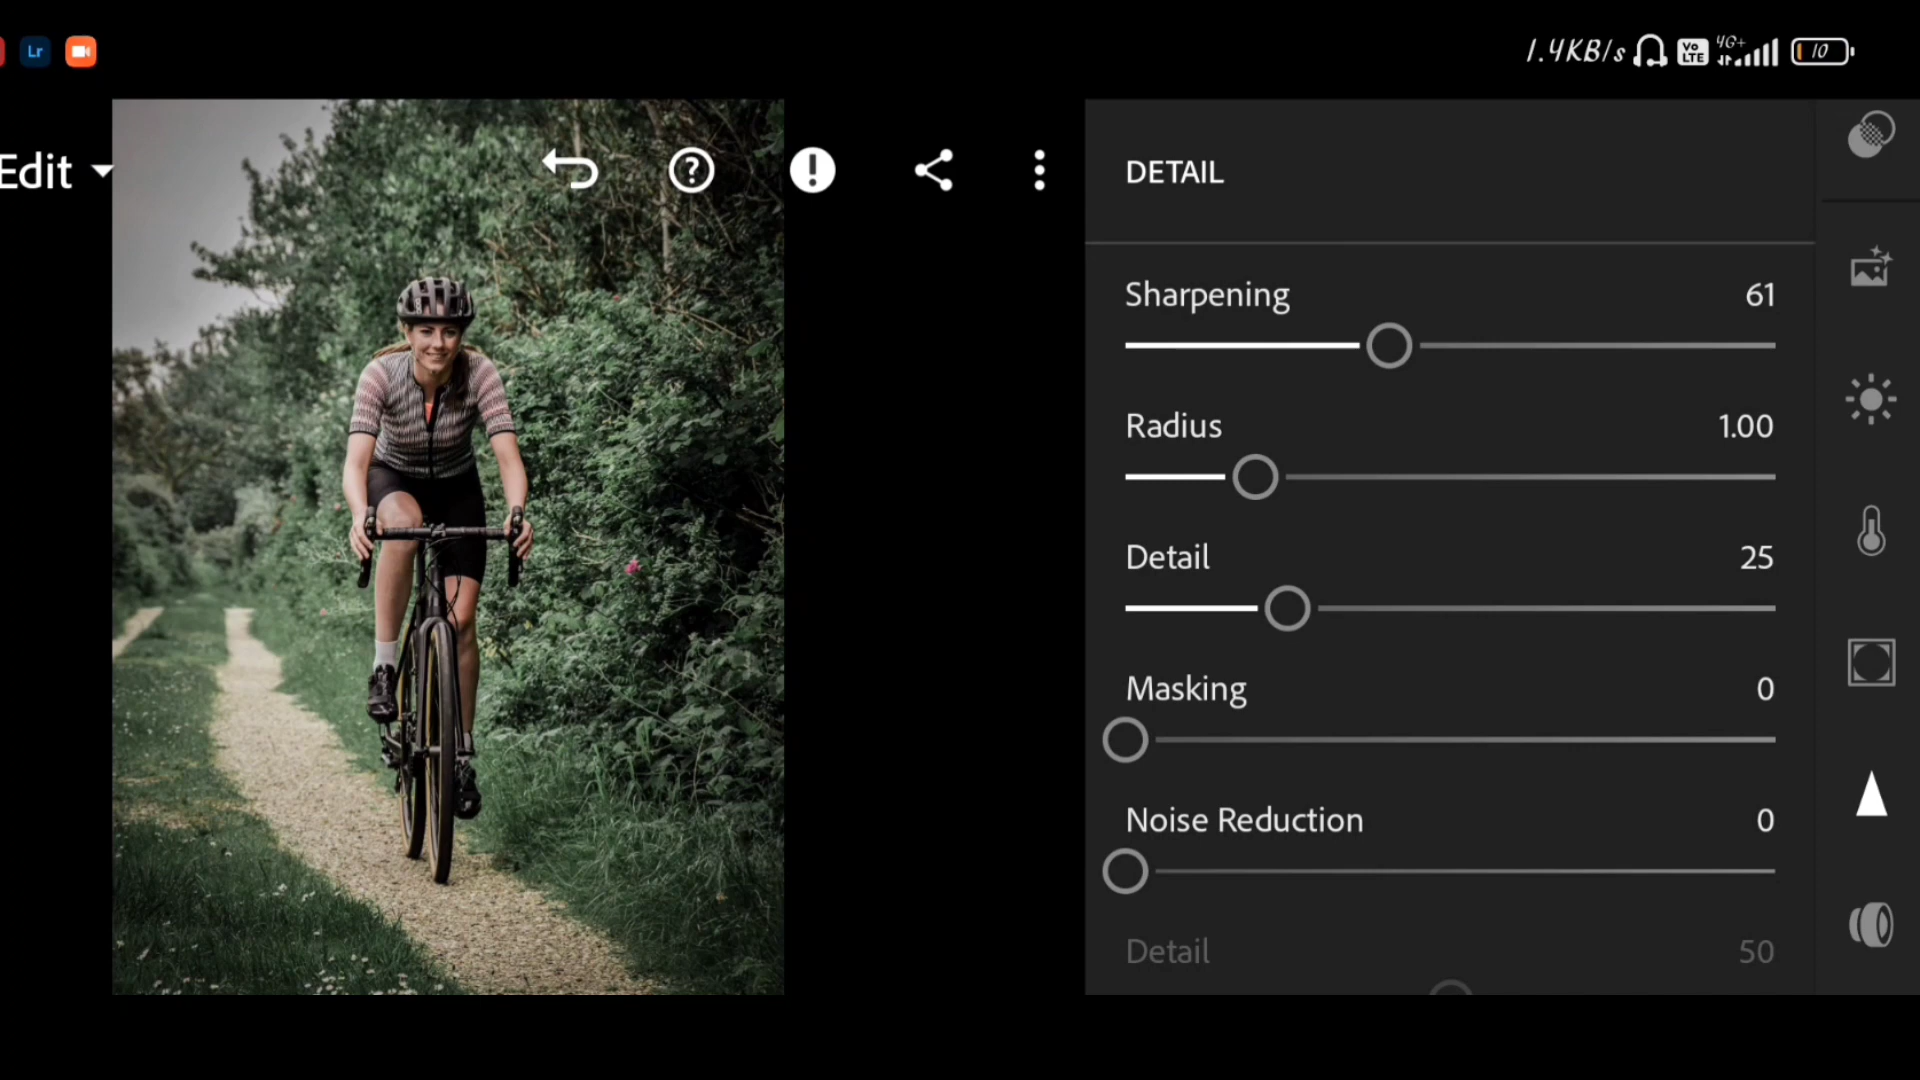 Lr
1.4KB/s Vo LTE 4G+ 10
Edit
DETAIL
Sharpening 61
Radius 1.00
Detail 25
Masking 0
Noise Reduction 0
Detail 50